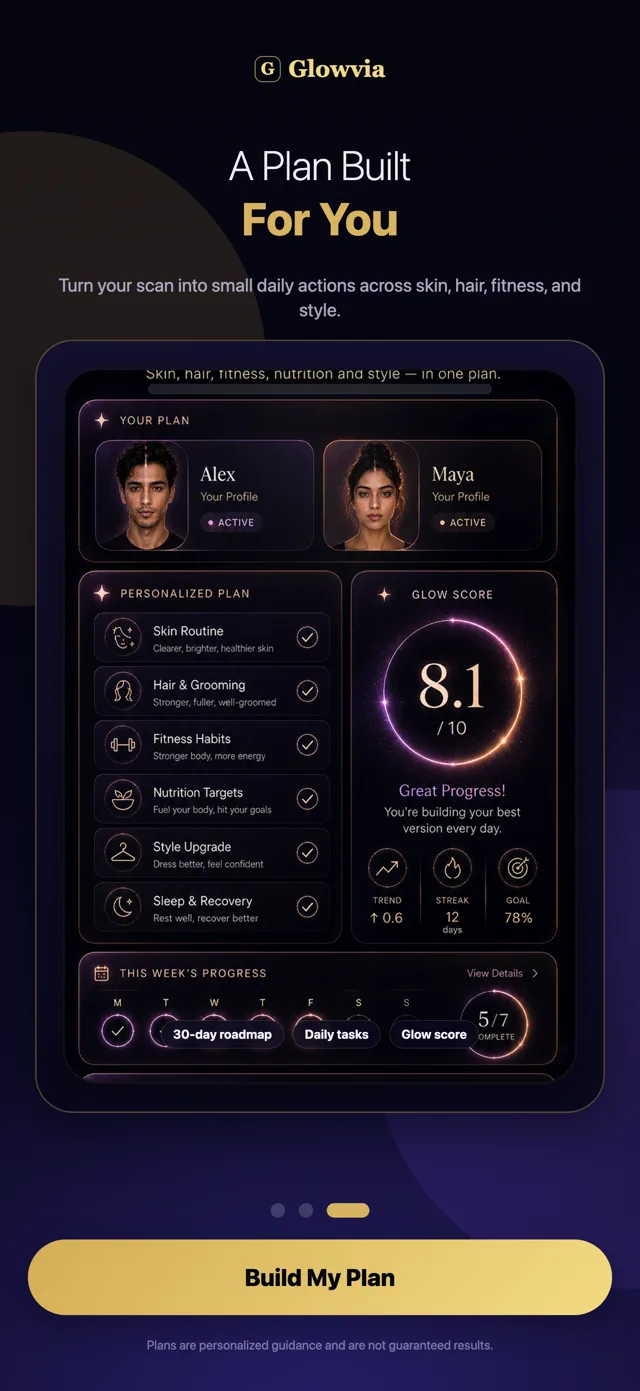 G Glowvia
A Plan Built
For You
Turn your scan into small daily actions across skin, hair, fitness, and
style.
Skin, hair, fitness, nutrition and style — in one plan.
YOUR PLAN
Alex
Your Profile
ACTIVE
Maya
Your Profile
ACTIVE
PERSONALIZED PLAN
Skin Routine
Clearer, brighter, healthier skin
Hair & Grooming
Stronger, fuller, well-groomed
Fitness Habits
Stronger body, more energy
Nutrition Targets
Fuel your body, hit your goals
Style Upgrade
Dress better, feel confident
Sleep & Recovery
Rest well, recover better
GLOW SCORE
8.1
/ 10
Great Progress!
You're building your best
version every day.
TREND
↑ 0.6
STREAK
12
days
GOAL
78%
THIS WEEK'S PROGRESS
View Details
M T W T F S S
5/7
OMPLETE
30-day roadmap
Daily tasks
Glow score
Build My Plan
Plans are personalized guidance and are not guaranteed results.